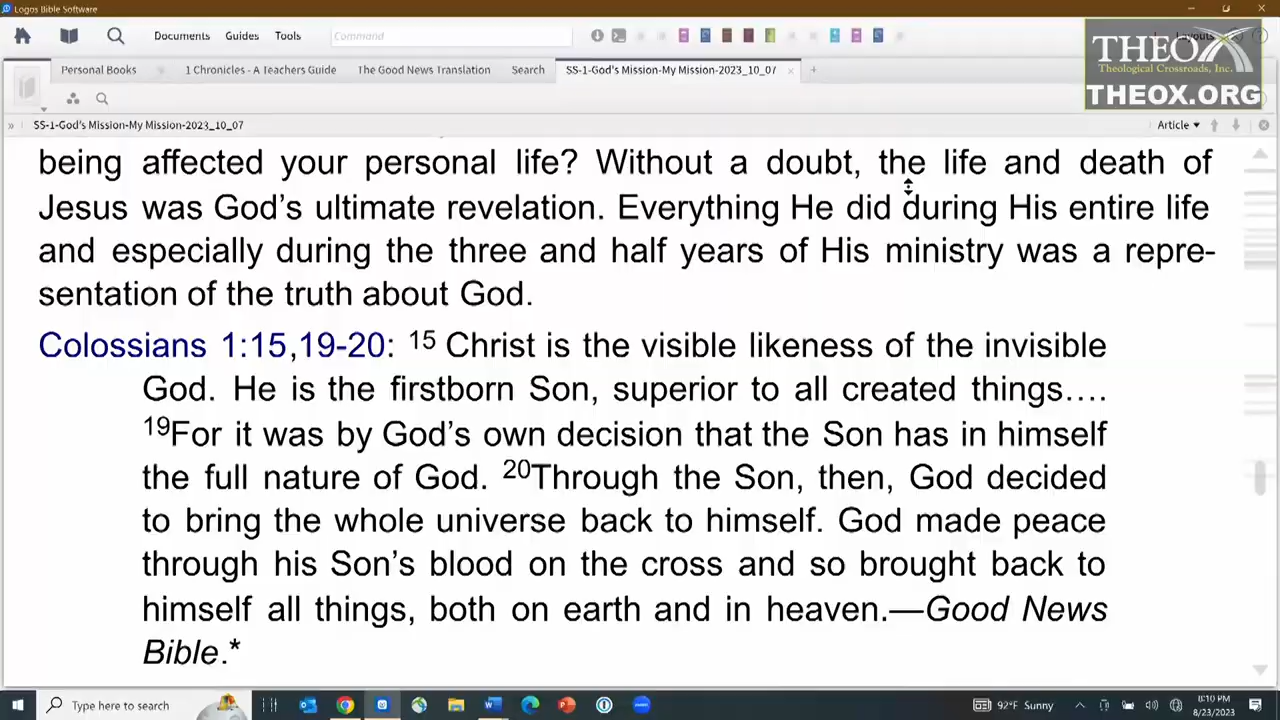 Logos Bible Software
Documents Guides Tools Command Layouts
THEOX
Theological Crossroads, Inc.
THEOX.ORG
Personal Books 1 Chronicles - A Teachers Guide The Good News Translation Search SS-1-God's Mission-My Mission-2023_10_07
SS-1-God's Mission-My Mission-2023_10_07 Article
being affected your personal life? Without a doubt, the life and death of
Jesus was God’s ultimate revelation. Everything He did during His entire life
and especially during the three and half years of His ministry was a repre-
sentation of the truth about God.
Colossians 1:15,19-20: 15 Christ is the visible likeness of the invisible
God. He is the firstborn Son, superior to all created things….
19For it was by God’s own decision that the Son has in himself
the full nature of God. 20Through the Son, then, God decided
to bring the whole universe back to himself. God made peace
through his Son’s blood on the cross and so brought back to
himself all things, both on earth and in heaven.—Good News
Bible.*
Type here to search 92°F Sunny 8:10 PM
8/23/2023